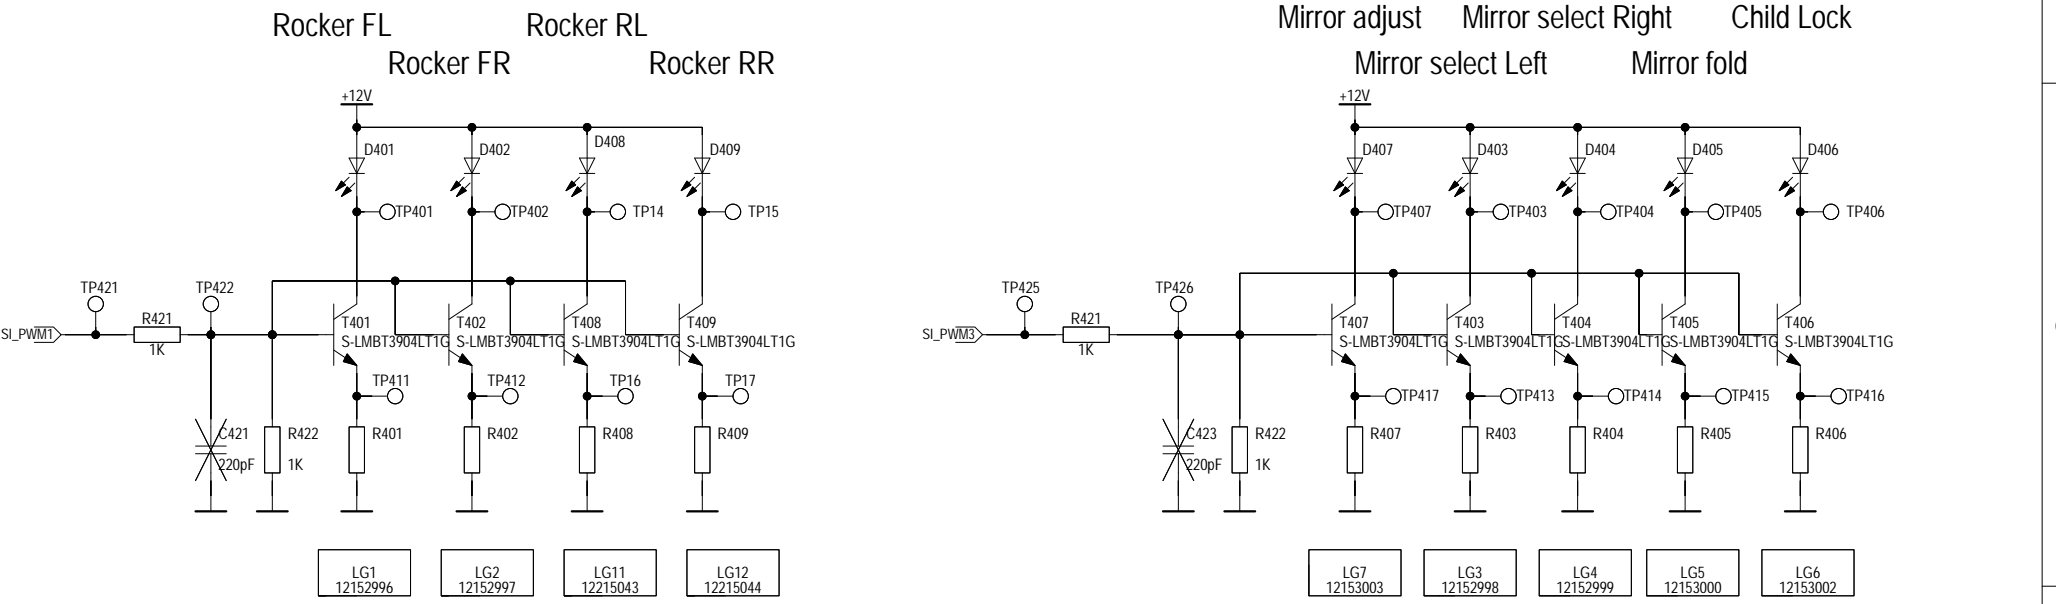 Rocker FL
Rocker RL
Rocker FR
Rocker RR
Mirror adjust
Mirror select Right
Child Lock
Mirror select Left
Mirror fold
+12V
D401
D402
D408
D409
TP401
TP402
TP14
TP15
TP421
TP422
SI_PWM1
R421
1K
T401
S-LMBT3904LT1G
T402
S-LMBT3904LT1G
T408
S-LMBT3904LT1G
T409
S-LMBT3904LT1G
TP411
TP412
TP16
TP17
C421
220pF
R422
1K
R401
R402
R408
R409
LG1
12152996
LG2
12152997
LG11
12215043
LG12
12215044
+12V
D407
D403
D404
D405
D406
TP407
TP403
TP404
TP405
TP406
TP425
TP426
SI_PWM3
R421
1K
T407
S-LMBT3904LT1G
T403
S-LMBT3904LT1G
T404
S-LMBT3904LT1G
T405
S-LMBT3904LT1G
T406
S-LMBT3904LT1G
TP417
TP413
TP414
TP415
TP416
C423
220pF
R422
1K
R407
R403
R404
R405
R406
LG7
12153003
LG3
12152998
LG4
12152999
LG5
12153000
LG6
12153002